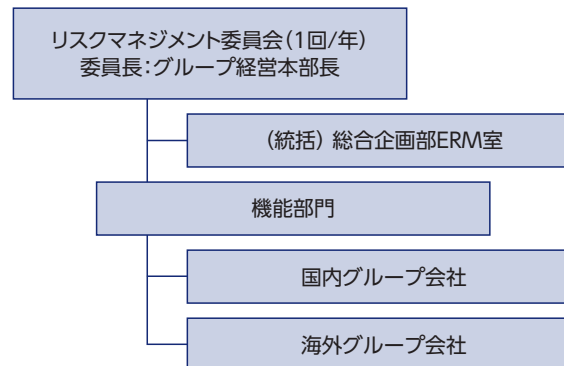 リスクマネジメント委員会(1回/年)
委員長：グループ経営本部長
（統括）総合企画部ERM室
機能部門
国内グループ会社
海外グループ会社